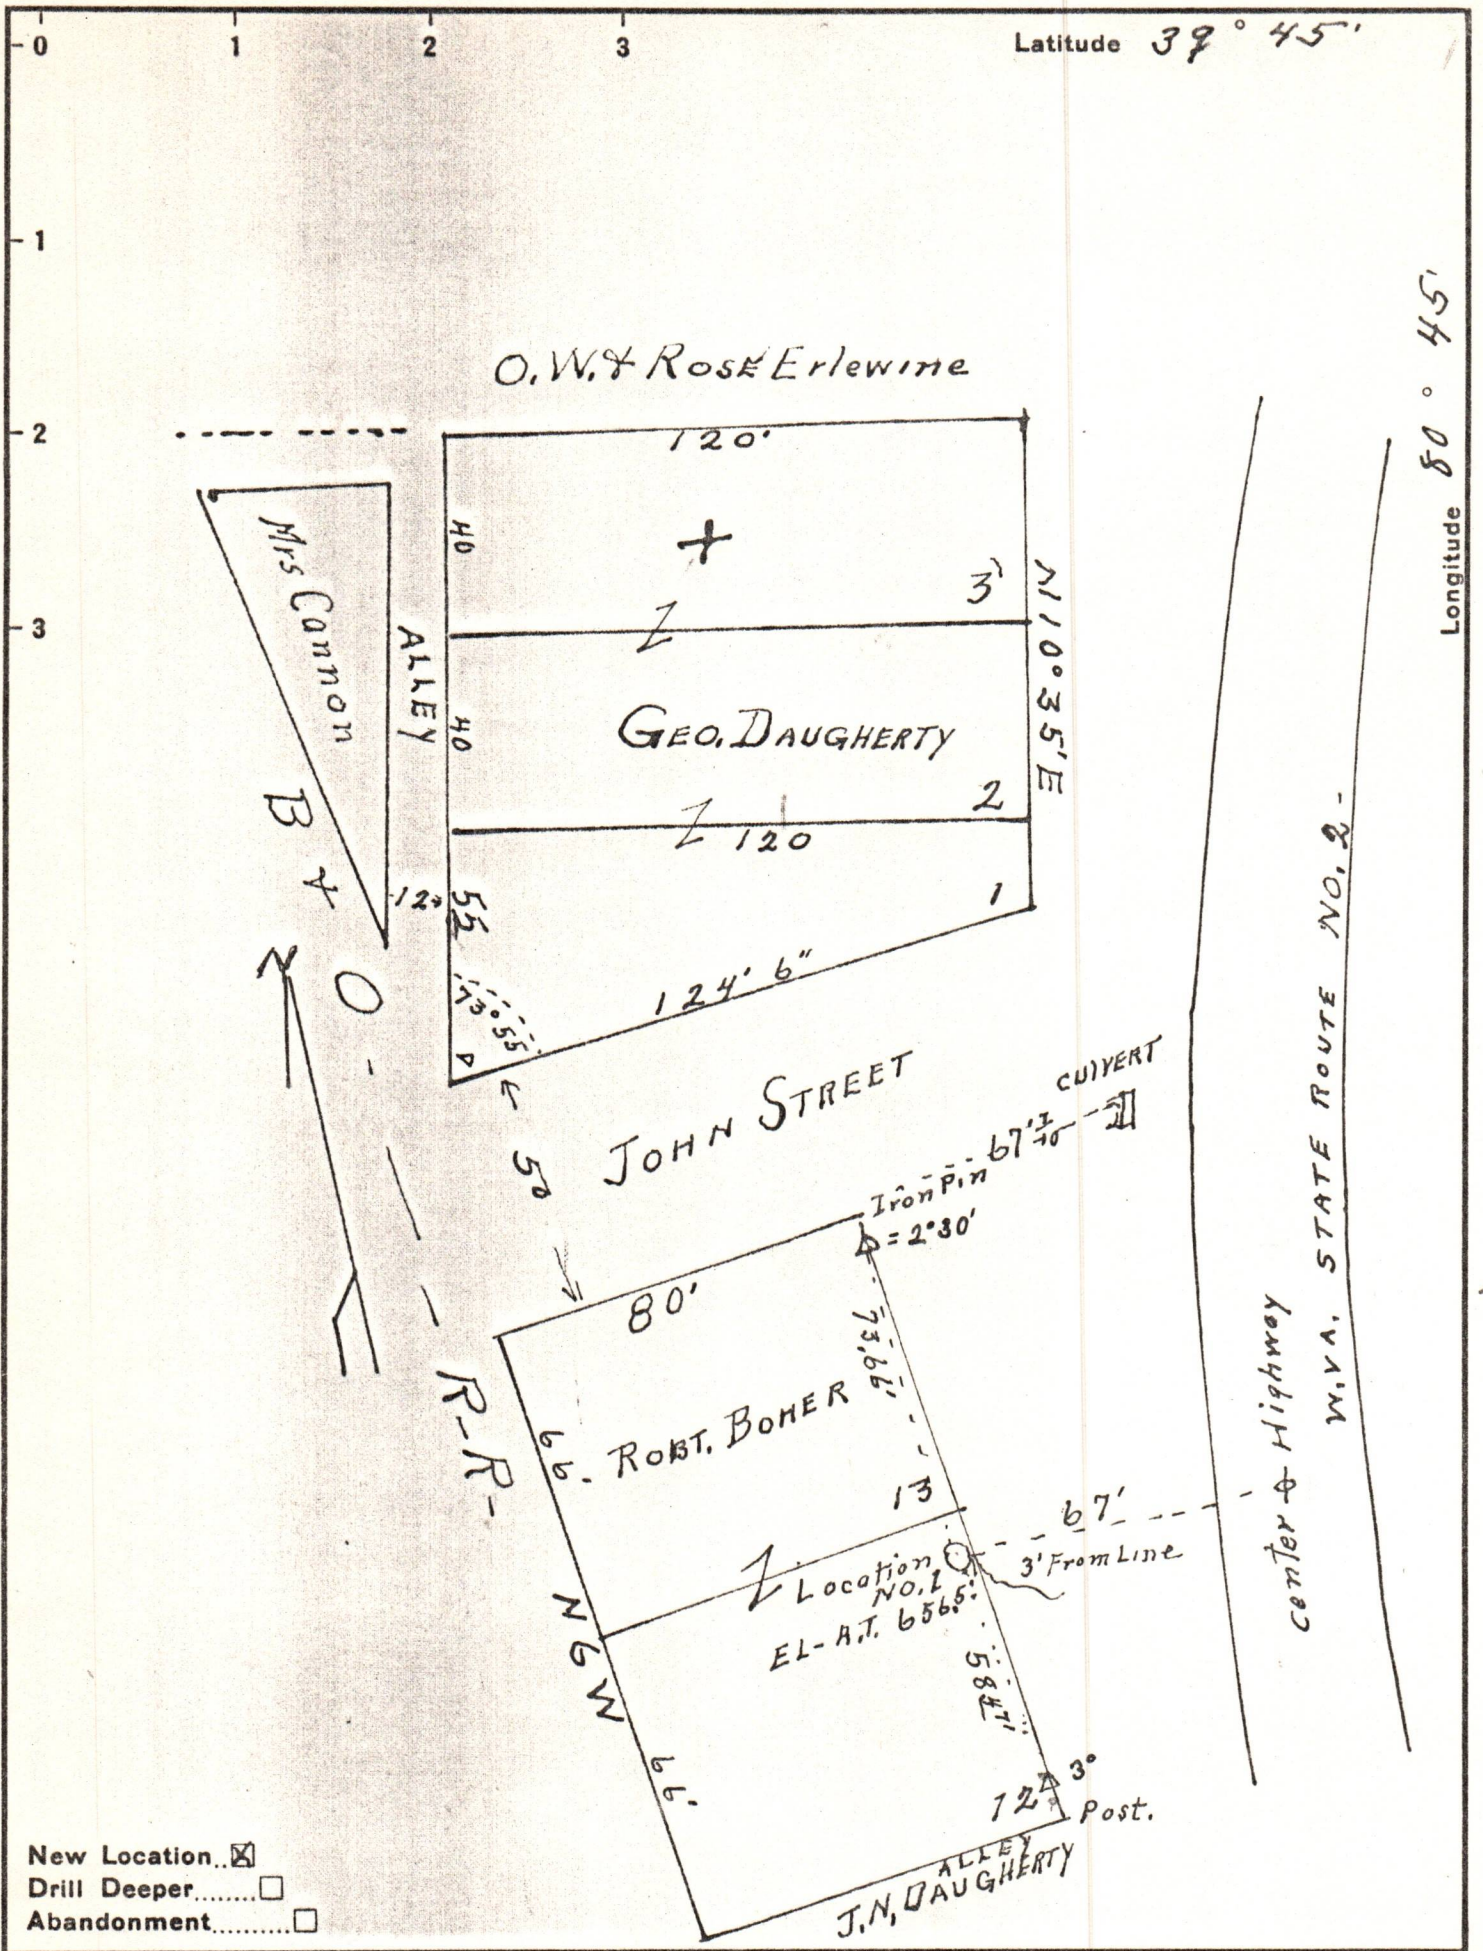 0 1 2 3 Latitude 39° 45'
1
2
3
Longitude 80° 45'
O.W. & ROSE Erlewine
120'
40
3
N 10° 35' E
Mrs Cannon
ALLEY
40
GEO. DAUGHERTY
2
120
12
55
1
124' 6"
73° 55'
B & O - R-R-
N
50
JOHN STREET
CULVERT
Iron Pin
Δ = 2° 30'
80'
73.66'
66'
ROBT. BOHER
13
67'
3' From Line
Location
NO. 1
EL- A.T. 656.5'
N 6 W
58.47'
66'
3°
12
Post.
ALLEY
J.N. DAUGHERTY
center of Highway
W.VA. STATE ROUTE NO. 2-
New Location..☒
Drill Deeper........☐
Abandonment..........☐